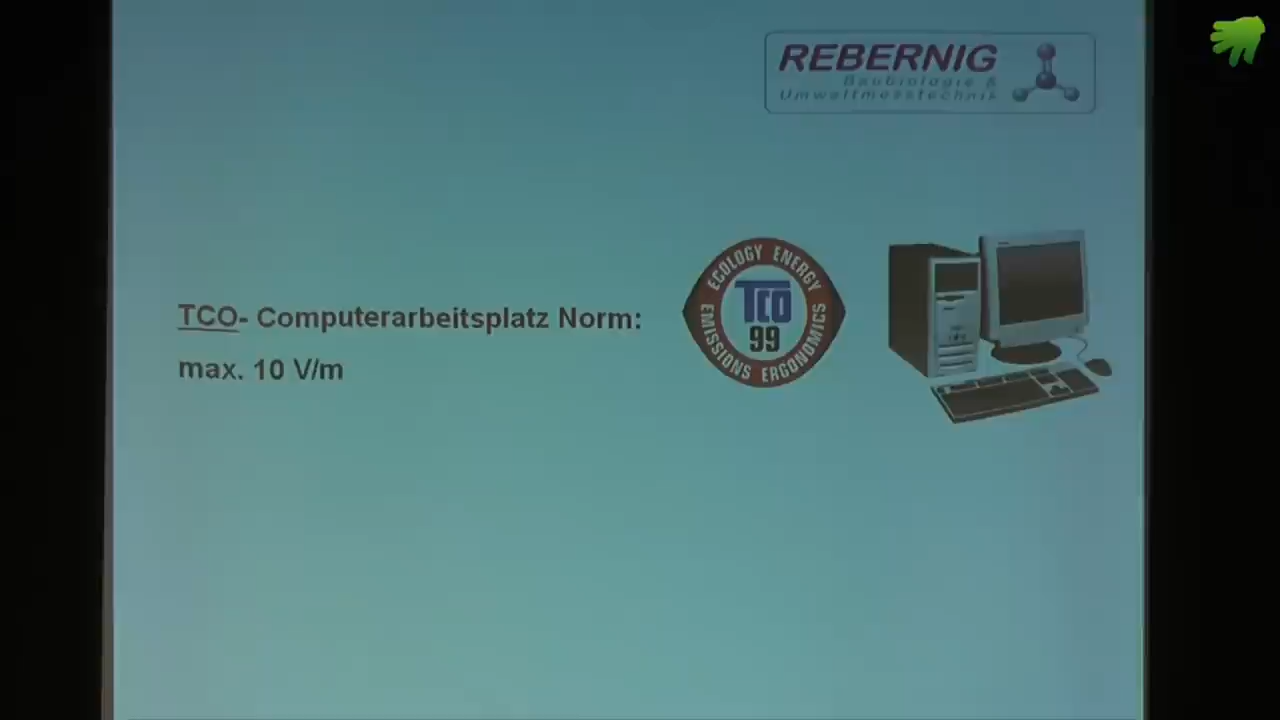 REBERNIG
Baubiologie &
Umweltmesstechnik
ECOLOGY ENERGY
TCO
99
EMISSIONS ERGONOMICS
TCO- Computerarbeitsplatz Norm:
max. 10 V/m